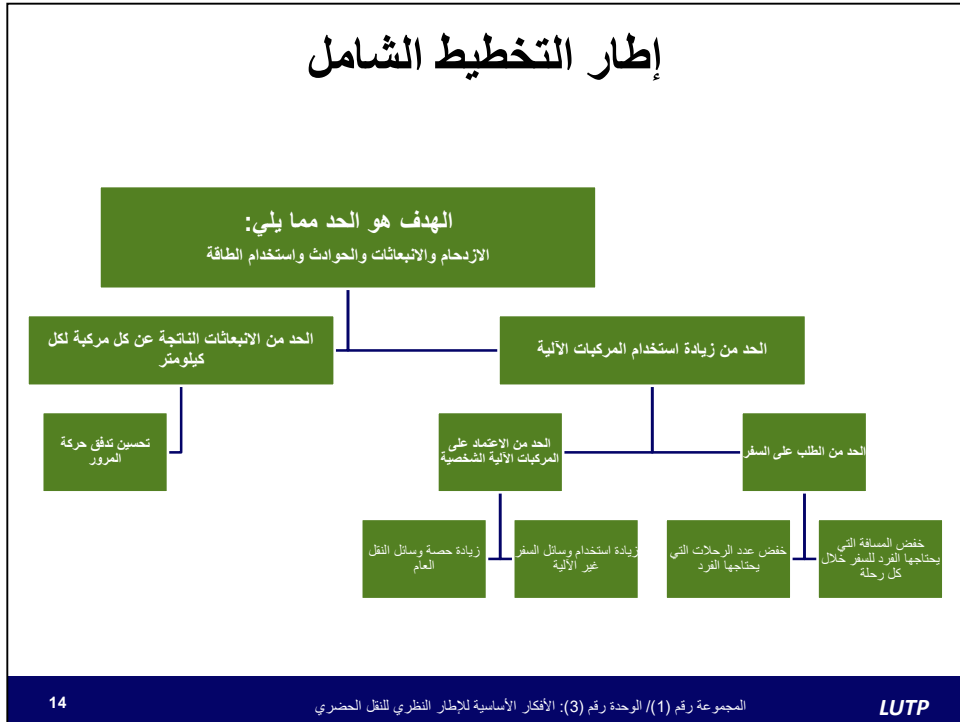 إطار التخطيط الشامل
الهدف هو الحد مما يلي:
الازدحام والانبعاثات والحوادث واستخدام الطاقة
الحد من زيادة استخدام المركبات الآلية
الحد من الانبعاثات الناتجة عن كل مركبة لكل
كيلومتر
الحد من الطلب على السفر
الحد من الاعتماد على
المركبات الآلية الشخصية
تحسين تدفق حركة
المرور
خفض المسافة التي
يحتاجها الفرد للسفر خلال
كل رحلة
خفض عدد الرحلات التي
يحتاجها الفرد
زيادة استخدام وسائل السفر
غير الآلية
زيادة حصة وسائل النقل
العام
LUTP
المجموعة رقم (1)/ الوحدة رقم (3): الأفكار الأساسية للإطار النظري للنقل الحضري
14